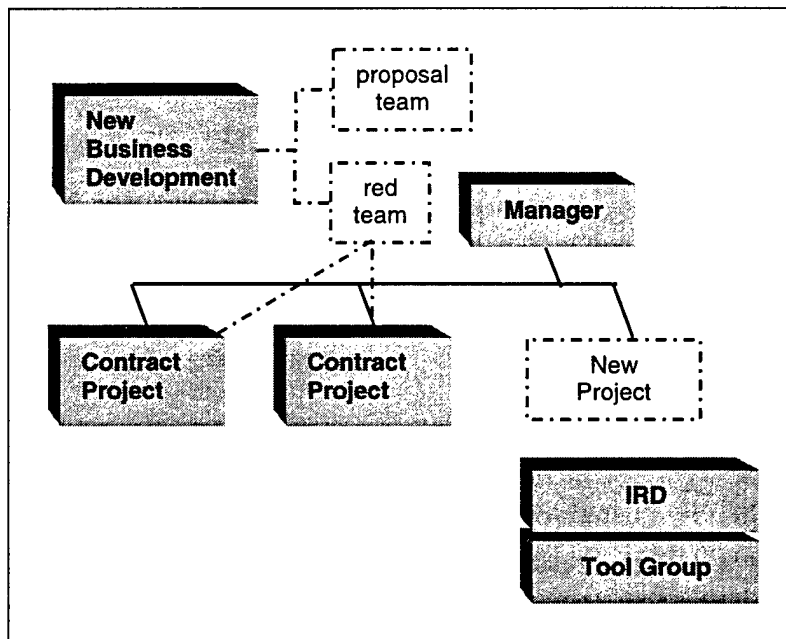 proposal
team
New
Business
Development
red
team
Manager
Contract
Project
Contract
Project
New
Project
IRD
Tool Group